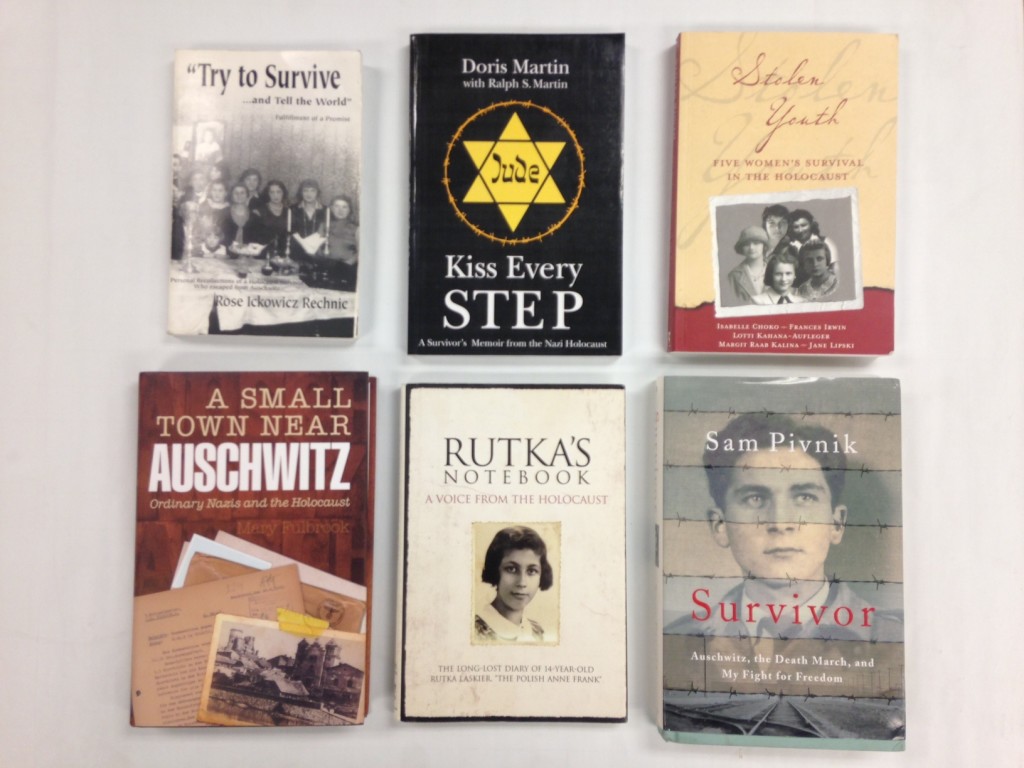 “Try to Survive
...and Tell the World”
Fulfillment of a Promise
Rose Ickowicz Rechnic
Doris Martin
with Ralph S. Martin
Jude
Kiss Every
STEP
A Survivor's Memoir from the Nazi Holocaust
Stolen
Youth
FIVE WOMEN'S SURVIVAL
IN THE HOLOCAUST
ISABELLE CHOKO – FRANCES IRWIN
LOTTI KAHANA-AUFLEGER
MARGIT RAAB KALINA – JANE LIPSKI
A SMALL
TOWN NEAR
AUSCHWITZ
Ordinary Nazis and the Holocaust
Mary Fulbrook
RUTKA'S
NOTEBOOK
A VOICE FROM THE HOLOCAUST
THE LONG-LOST DIARY OF 14-YEAR-OLD
RUTKA LASKIER, "THE POLISH ANNE FRANK"
Sam Pivnik
Survivor
Auschwitz, the Death March, and
My Fight for Freedom